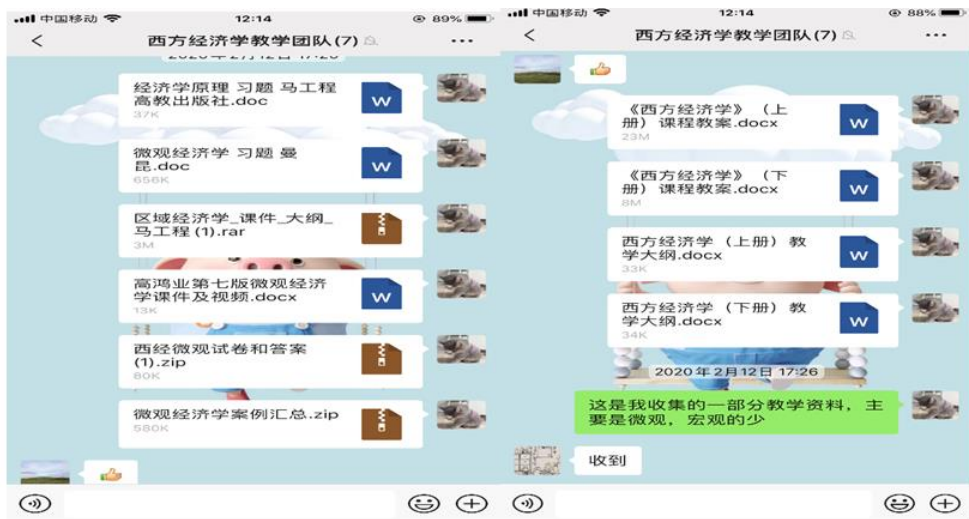 中国移动
12:14
89%
西方经济学教学团队(7)
经济学原理 习题 马工程
高教出版社.doc
37K
微观经济学 习题 曼
昆.doc
656K
区域经济学_课件_大纲_
马工程 (1).rar
3M
高鸿业第七版微观经济
学课件及视频.docx
13K
西经微观试卷和答案
(1).zip
80K
微观经济学案例汇总.zip
580K
中国移动
12:14
88%
西方经济学教学团队(7)
《西方经济学》（上
册）课程教案.docx
23M
《西方经济学》（下
册）课程教案.docx
8M
西方经济学（上册）教
学大纲.docx
33K
西方经济学（下册）教
学大纲.docx
34K
2020年2月12日 17:26
这是我收集的一部分教学资料，主
要是微观，宏观的少
收到